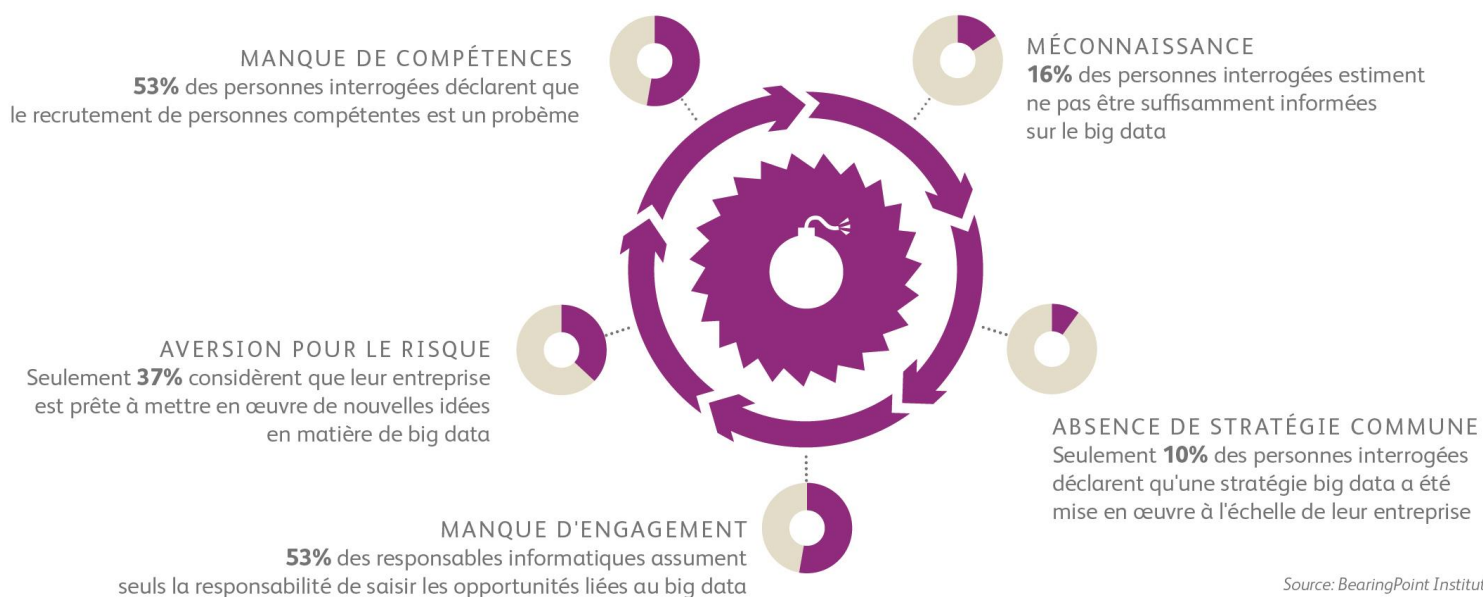 MANQUE DE COMPÉTENCES
53% des personnes interrogées déclarent que
le recrutement de personnes compétentes est un probème
MÉCONNAISSANCE
16% des personnes interrogées estiment
ne pas être suffisamment informées
sur le big data
AVERSION POUR LE RISQUE
Seulement 37% considèrent que leur entreprise
est prête à mettre en œuvre de nouvelles idées
en matière de big data
ABSENCE DE STRATÉGIE COMMUNE
Seulement 10% des personnes interrogées
déclarent qu'une stratégie big data a été
mise en œuvre à l'échelle de leur entreprise
MANQUE D'ENGAGEMENT
53% des responsables informatiques assument
seuls la responsabilité de saisir les opportunités liées au big data
Source: BearingPoint Institut